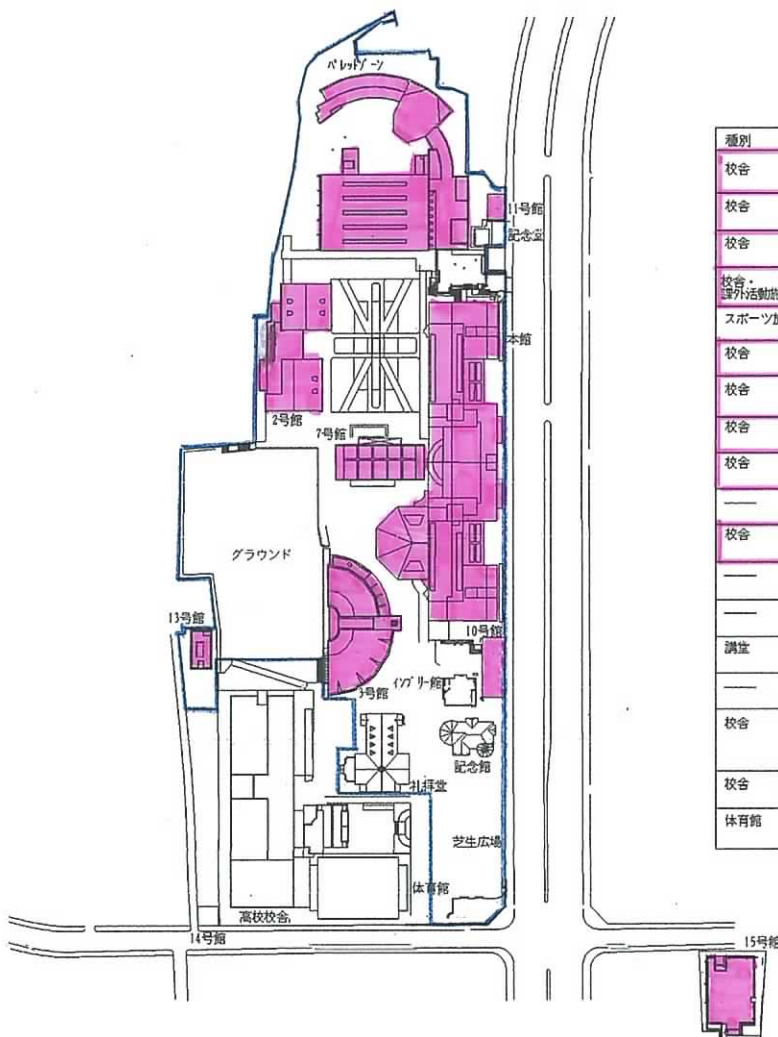 パレットゾーン
11号館
記念堂
本館
2号館
7号館
グラウンド
13号館
10号館
インブリー館
記念館
礼拝堂
芝生広場
体育館
高校校舎
14号館
15号館
種別
校舎
校舎
校舎
校舎・
課外活動施
スポーツ施
校舎
校舎
校舎
校舎
――
校舎
――
――
講堂
――
校舎
校舎
体育館